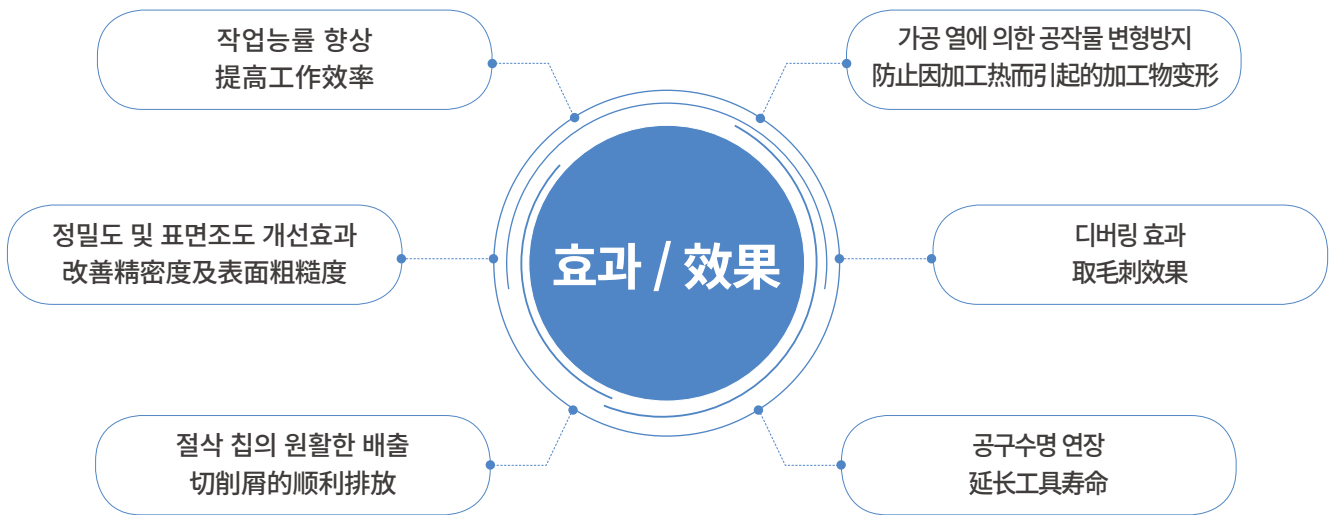 작업능률 향상
提高工作效率
가공 열에 의한 공작물 변형방지
防止因加工热而引起的加工物变形
정밀도 및 표면조도 개선효과
改善精密度及表面粗糙度
효과 / 效果
디버링 효과
取毛刺效果
절삭 칩의 원활한 배출
切削屑的顺利排放
공구수명 연장
延长工具寿命